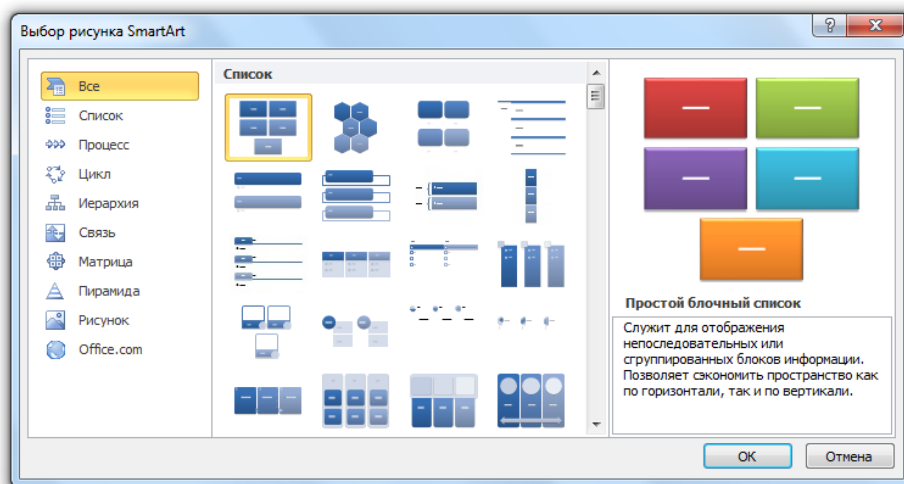 Выбор рисунка SmartArt
Все
Список
Процесс
Цикл
Иерархия
Связь
Матрица
Пирамида
Рисунок
Office.com
Список
Простой блочный список
Служит для отображения
непоследовательных или
сгруппированных блоков информации.
Позволяет сэкономить пространство как
по горизонтали, так и по вертикали.
ОК
Отмена